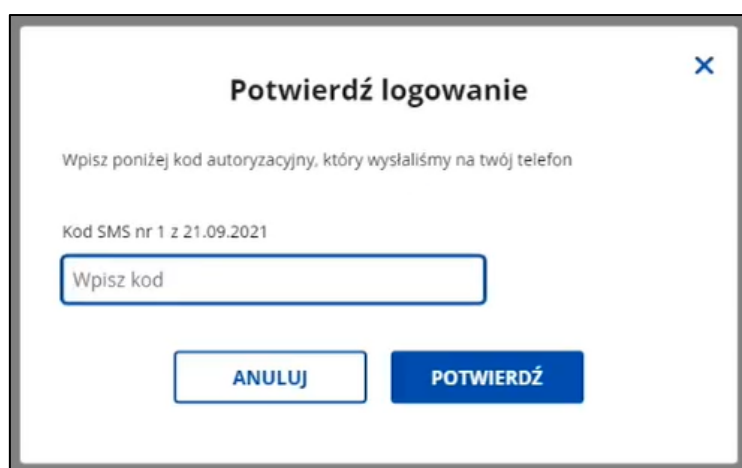 Potwierdź logowanie
Wpisz poniżej kod autoryzacyjny, który wysłaliśmy na twój telefon
Kod SMS nr 1 z 21.09.2021
Wpisz kod
ANULUJ
POTWIERDŹ